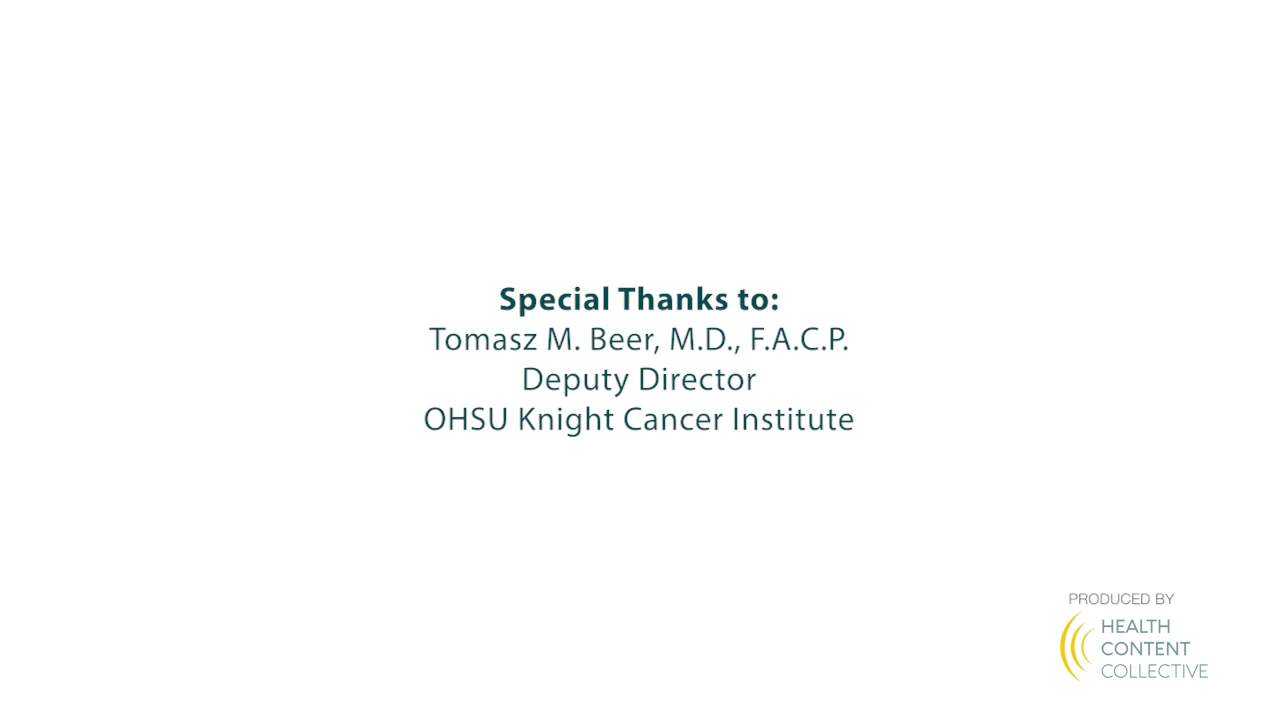 Special Thanks to:
Tomasz M. Beer, M.D., F.A.C.P.
Deputy Director
OHSU Knight Cancer Institute
PRODUCED BY
HEALTH
CONTENT
COLLECTIVE